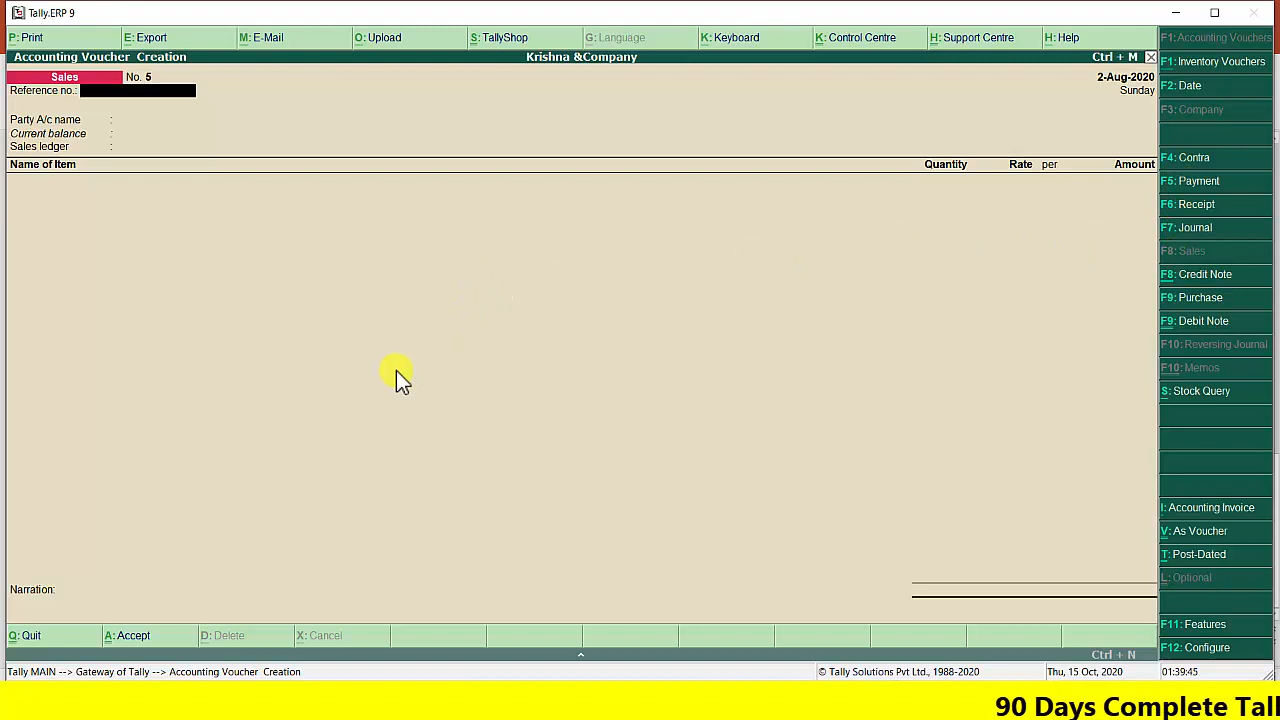 Tally.ERP 9
P: Print E: Export M: E-Mail O: Upload S: TallyShop G: Language K: Keyboard K: Control Centre H: Support Centre H: Help
Accounting Voucher Creation Krishna &Company Ctrl + M
Sales No. 5 2-Aug-2020
Reference no.: Sunday
Party A/c name :
Current balance :
Sales ledger :
Name of Item Quantity Rate per Amount
Narration:
F1: Accounting Vouchers
F1: Inventory Vouchers
F2: Date
F3: Company
F4: Contra
F5: Payment
F6: Receipt
F7: Journal
F8: Sales
F8: Credit Note
F9: Purchase
F9: Debit Note
F10: Reversing Journal
F10: Memos
S: Stock Query
I: Accounting Invoice
V: As Voucher
T: Post-Dated
L: Optional
F11: Features
F12: Configure
Q: Quit A: Accept D: Delete X: Cancel
Ctrl + N
Tally MAIN --> Gateway of Tally --> Accounting Voucher Creation © Tally Solutions Pvt Ltd., 1988-2020 Thu, 15 Oct, 2020 01:39:45
90 Days Complete Tall